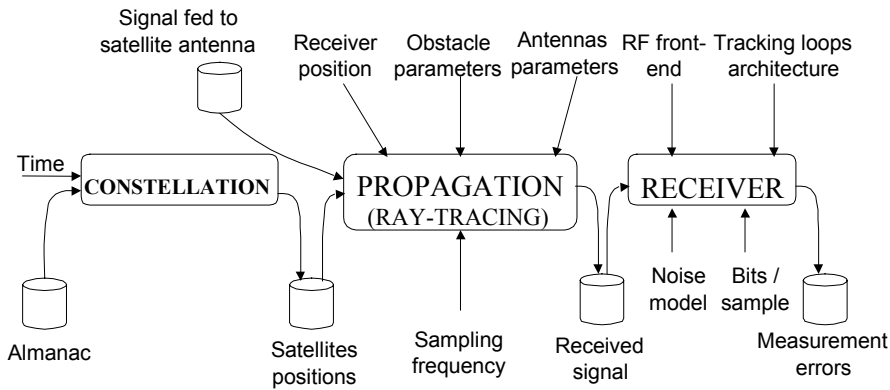 Signal fed to
satellite antenna
Receiver
position
Obstacle
parameters
Antennas
parameters
RF front-
end
Tracking loops
architecture
Time
CONSTELLATION
PROPAGATION
(RAY-TRACING)
RECEIVER
Almanac
Satellites
positions
Sampling
frequency
Received
signal
Noise
model
Bits /
sample
Measurement
errors